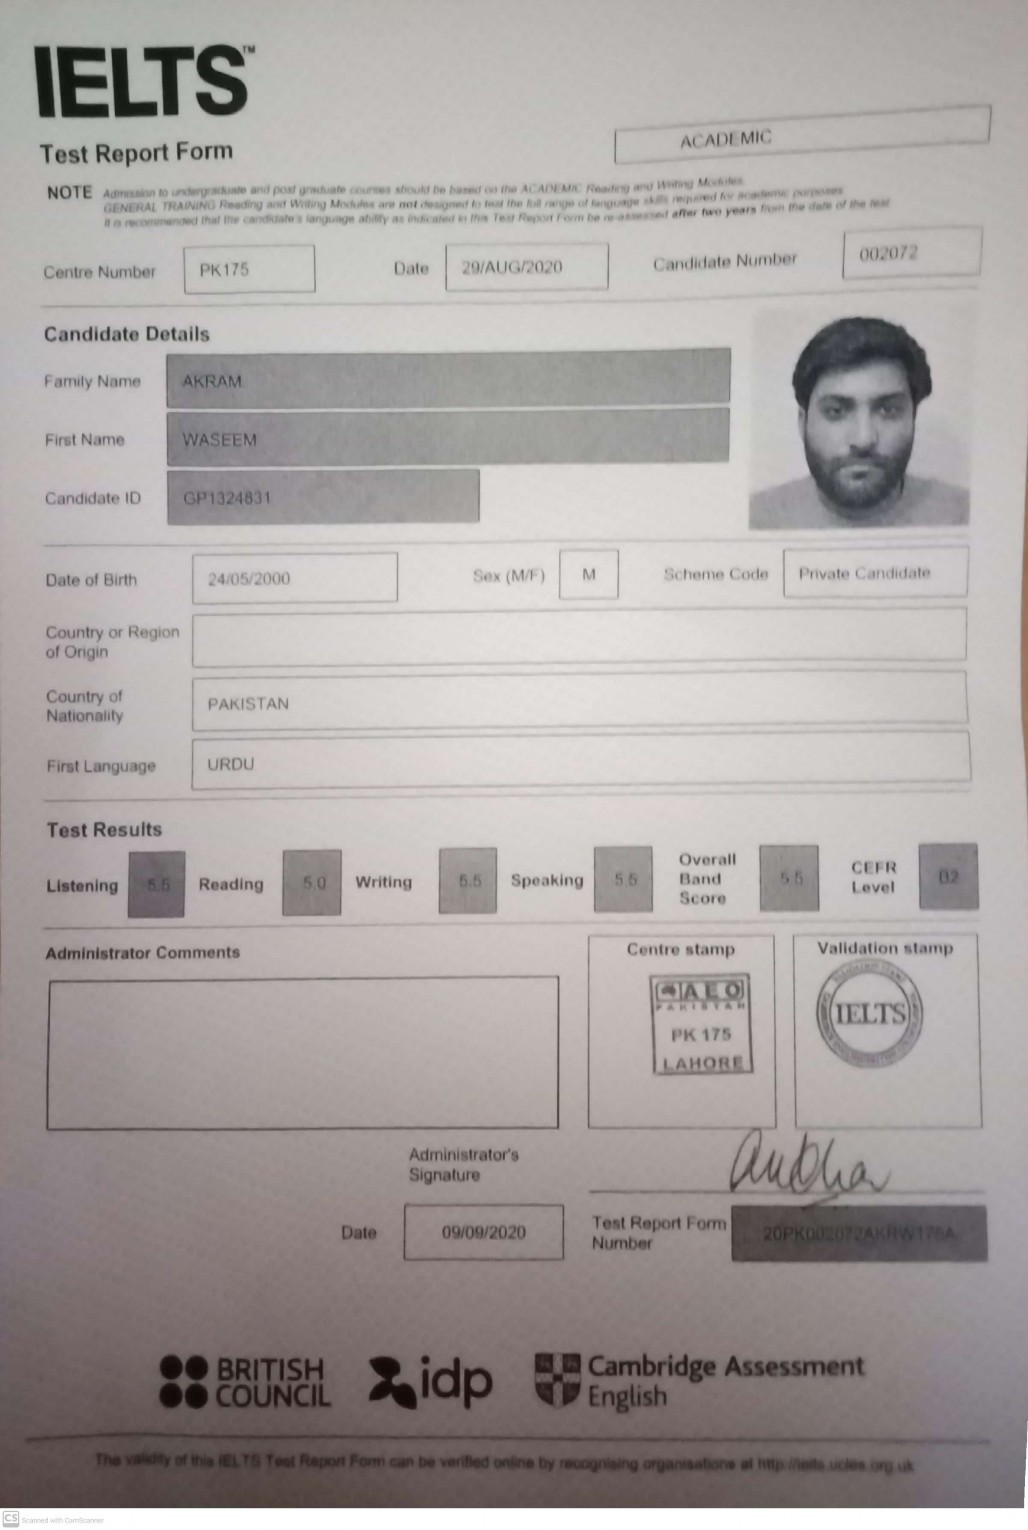 IELTS™
Test Report Form
ACADEMIC
NOTE Admission to undergraduate and post graduate courses should be based on the ACADEMIC Reading and Writing Modules.
GENERAL TRAINING Reading and Writing Modules are not designed to test the full range of language skills required for academic purposes.
It is recommended that the candidate's language ability as indicated in this Test Report Form be re-assessed after two years from the date of the test.
Centre Number PK175 Date 29/AUG/2020 Candidate Number 002072
Candidate Details
Family Name AKRAM
First Name WASEEM
Candidate ID GP1324831
Date of Birth 24/05/2000 Sex (M/F) M Scheme Code Private Candidate
Country or Region
of Origin
Country of
Nationality PAKISTAN
First Language URDU
Test Results
Listening 5.5 Reading 5.0 Writing 5.5 Speaking 5.5 Overall Band Score 5.5 CEFR Level B2
Administrator Comments
Centre stamp
AEO
PAKISTAN
PK 175
LAHORE
Validation stamp
IELTS
Administrator's
Signature
Date 09/09/2020
Test Report Form
Number 20PK002072AKRW175A
BRITISH
COUNCIL
idp
Cambridge Assessment
English
The validity of this IELTS Test Report Form can be verified online by recognising organisations at http://ielts.ucles.org.uk
CS Scanned with CamScanner